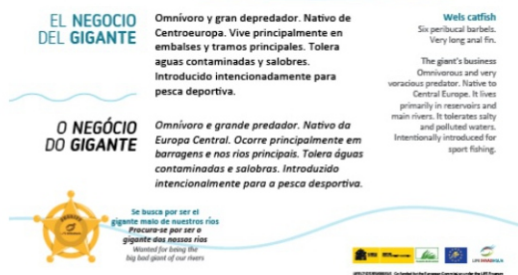 EL NEGOCIO
DEL GIGANTE
Omnívoro y gran depredador. Nativo de
Centroeuropa. Vive principalmente en
embalses y tramos principales. Tolera
aguas contaminadas y salobres.
Introducido intencionadamente para
pesca deportiva.
Wels catfish
Six peribucal barbels.
Very long anal fin.
The giant's business
Omnivorous and very
voracious predator. Native to
Central Europe. It lives
primarily in reservoirs and
main rivers. It tolerates salty
and polluted waters.
Intentionally introduced for
sport fishing.
O NEGÓCIO
DO GIGANTE
Omnívoro e grande predador. Nativo da
Europa Central. Ocorre principalmente em
barragens e nos rios principais. Tolera águas
contaminadas e salobras. Introduzido
intencionalmente para a pesca desportiva.
Se busca por ser el
gigante malo de nuestros ríos
Procura-se por ser o
gigante dos nossos rios
Wanted for being the
big bad giant of our rivers